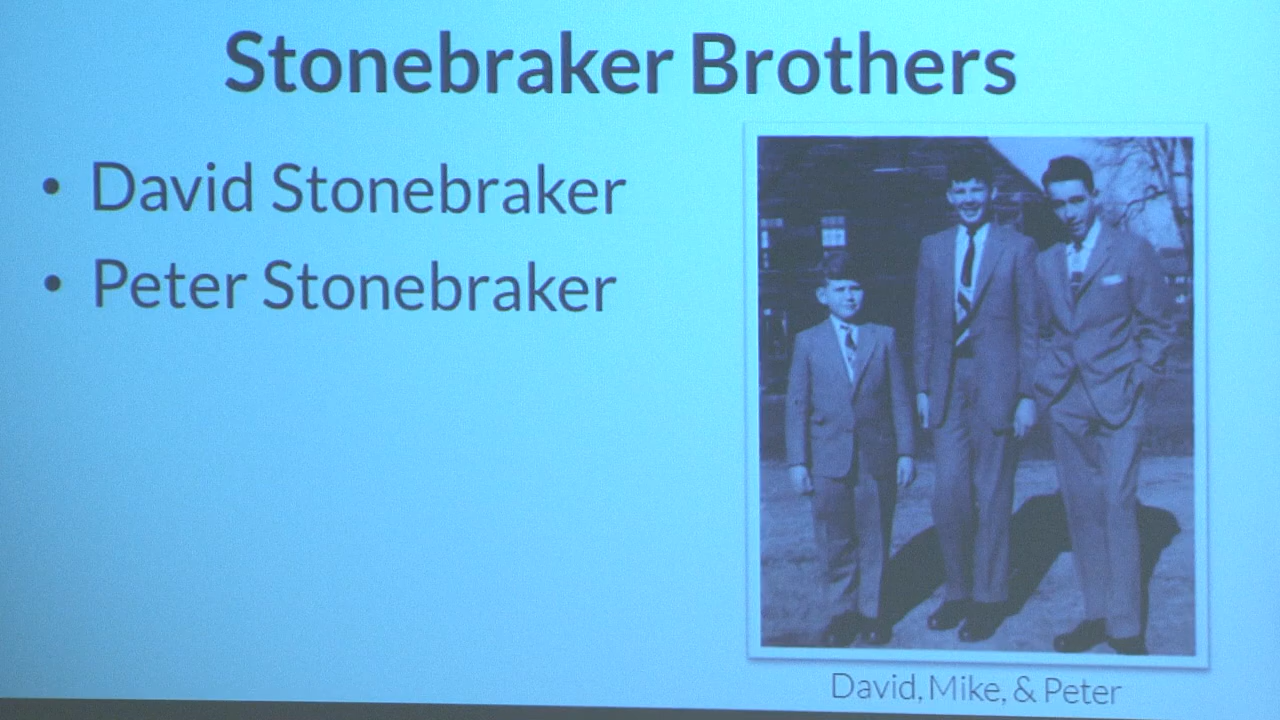 Stonebraker Brothers
• David Stonebraker
• Peter Stonebraker
David, Mike, & Peter